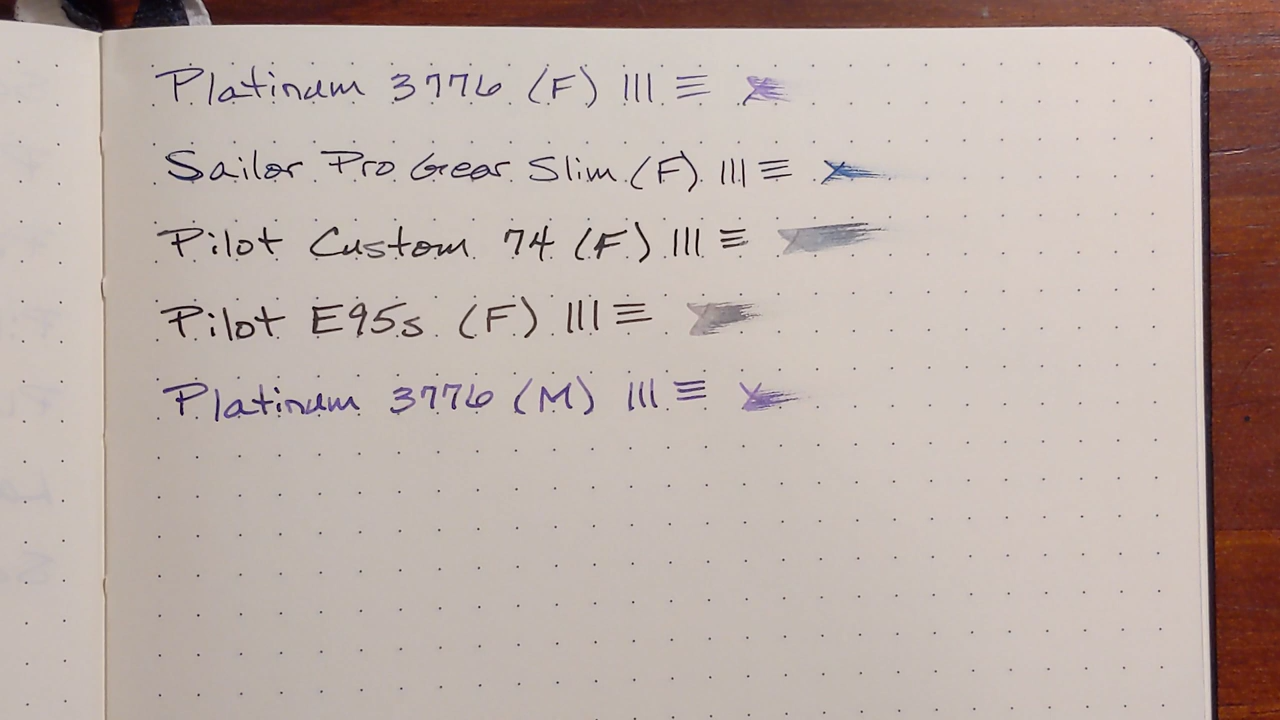 Platinum 3776 (F) ||| ≡
Sailor Pro Gear Slim (F) ||| ≡
Pilot Custom 74 (F) ||| ≡
Pilot E95s (F) ||| ≡
Platinum 3776 (M) ||| ≡